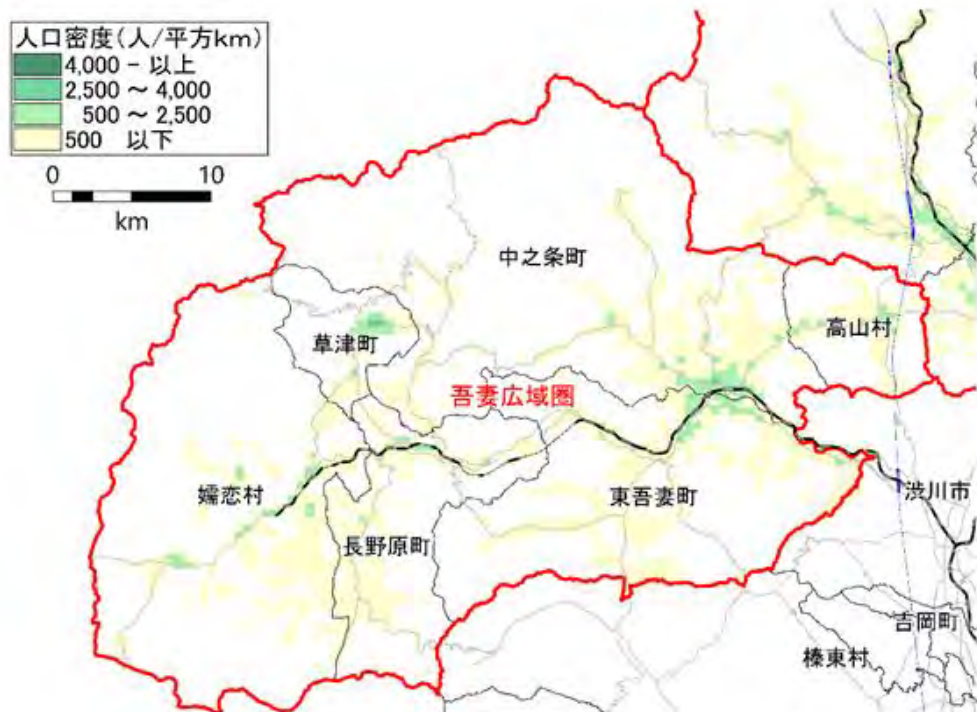 人口密度(人/平方km)
4,000 - 以上
2,500 ~ 4,000
500 ~ 2,500
500 以下
0 10
km
中之条町
高山村
草津町
吾妻広域圏
嬬恋村
東吾妻町
渋川市
長野原町
吉岡町
榛東村